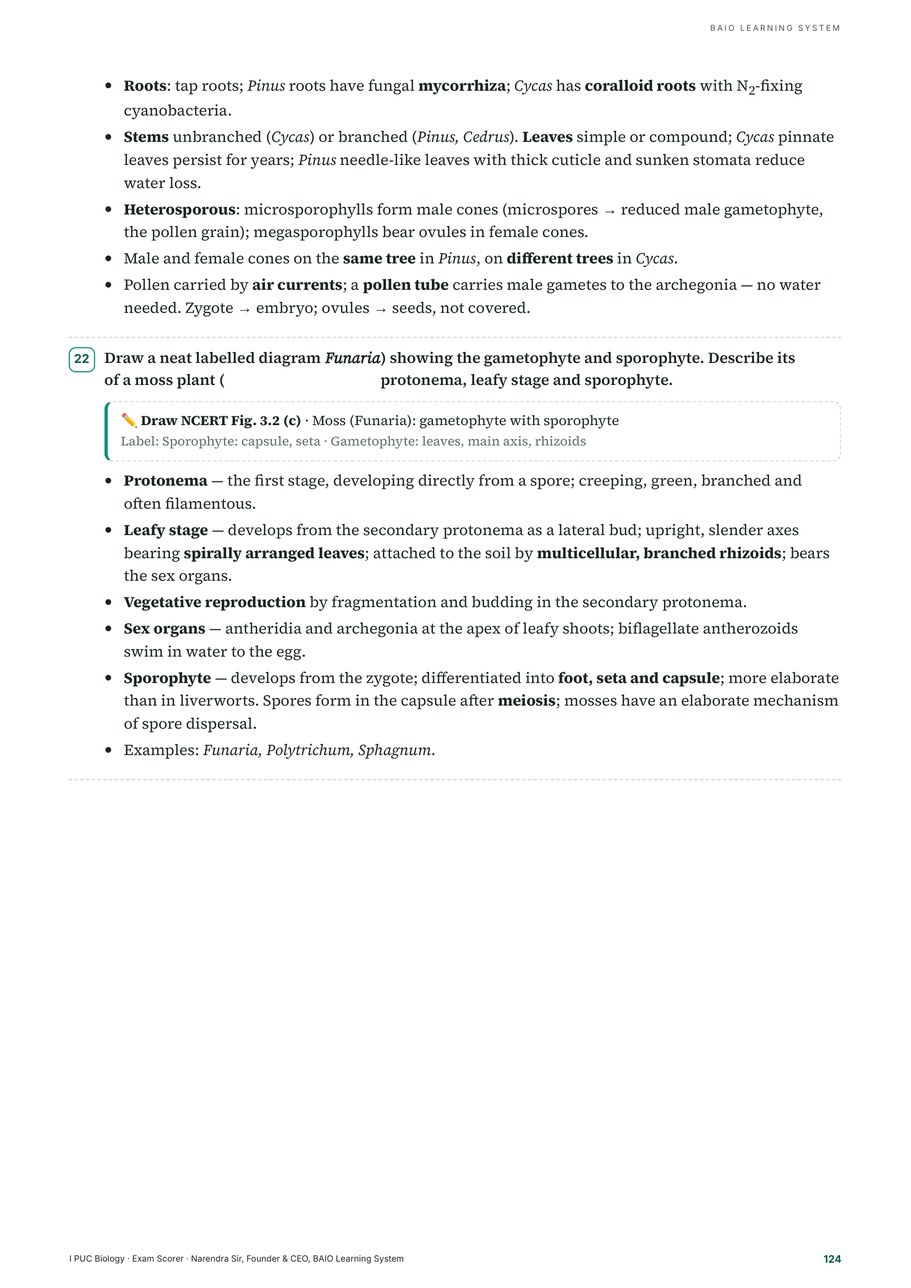 BAIO LEARNING SYSTEM
• Roots: tap roots; Pinus roots have fungal mycorrhiza; Cycas has coralloid roots with N2-fixing
cyanobacteria.
• Stems unbranched (Cycas) or branched (Pinus, Cedrus). Leaves simple or compound; Cycas pinnate
leaves persist for years; Pinus needle-like leaves with thick cuticle and sunken stomata reduce
water loss.
• Heterosporous: microsporophylls form male cones (microspores → reduced male gametophyte,
the pollen grain); megasporophylls bear ovules in female cones.
• Male and female cones on the same tree in Pinus, on different trees in Cycas.
• Pollen carried by air currents; a pollen tube carries male gametes to the archegonia — no water
needed. Zygote → embryo; ovules → seeds, not covered.
22 Draw a neat labelled diagram Funaria) showing the gametophyte and sporophyte. Describe its
of a moss plant ( protonema, leafy stage and sporophyte.
✏️ Draw NCERT Fig. 3.2 (c) · Moss (Funaria): gametophyte with sporophyte
Label: Sporophyte: capsule, seta · Gametophyte: leaves, main axis, rhizoids
• Protonema — the first stage, developing directly from a spore; creeping, green, branched and
often filamentous.
• Leafy stage — develops from the secondary protonema as a lateral bud; upright, slender axes
bearing spirally arranged leaves; attached to the soil by multicellular, branched rhizoids; bears
the sex organs.
• Vegetative reproduction by fragmentation and budding in the secondary protonema.
• Sex organs — antheridia and archegonia at the apex of leafy shoots; biflagellate antherozoids
swim in water to the egg.
• Sporophyte — develops from the zygote; differentiated into foot, seta and capsule; more elaborate
than in liverworts. Spores form in the capsule after meiosis; mosses have an elaborate mechanism
of spore dispersal.
• Examples: Funaria, Polytrichum, Sphagnum.
I PUC Biology · Exam Scorer · Narendra Sir, Founder & CEO, BAIO Learning System
124